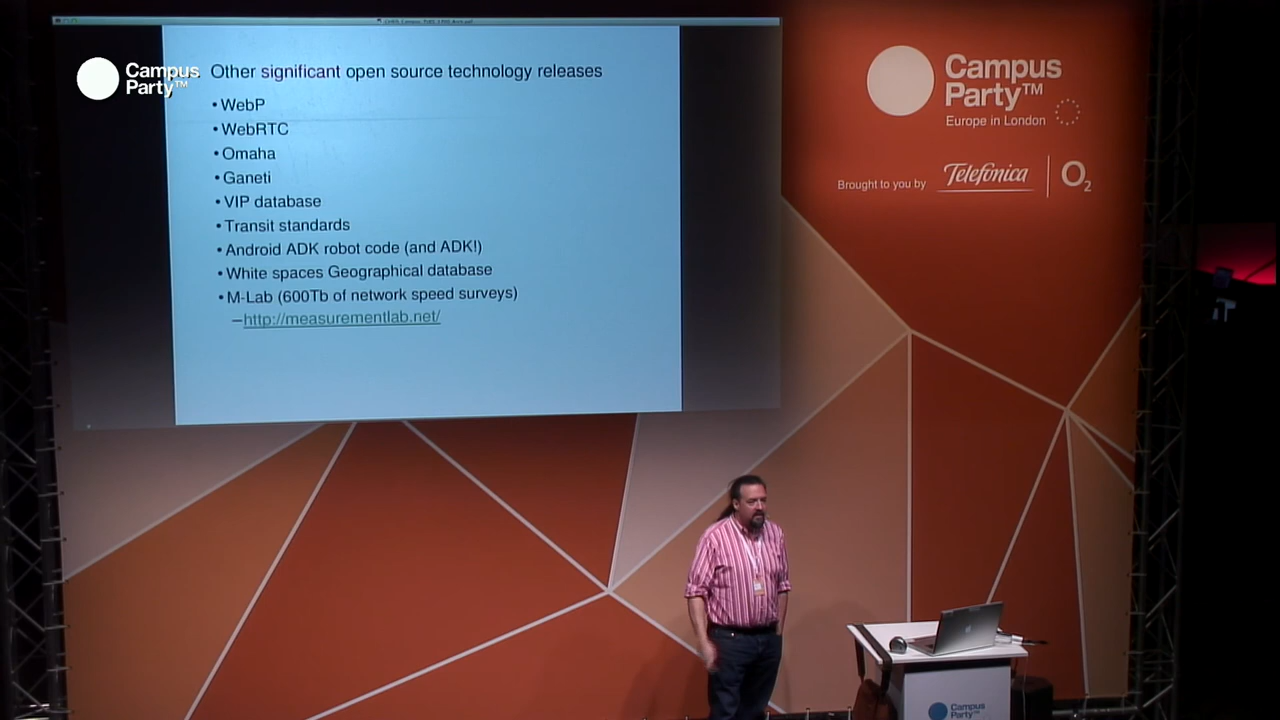 Campus
Party™
Other significant open source technology releases
• WebP
• WebRTC
• Omaha
• Ganeti
• VIP database
• Transit standards
• Android ADK robot code (and ADK!)
• White spaces Geographical database
• M-Lab (600Tb of network speed surveys)
–http://measurementlab.net/
Campus
Party™
Europe in London
Brought to you by Telefónica O2
Campus
Party™